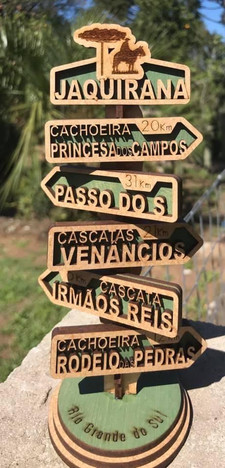 JAQUIRANA
CACHOEIRA 20Km
PRINCESA DOS CAMPOS
31Km
PASSO DO S
CASCATAS
VENÂNCIOS
CASCATA
IRMÃOS REIS
CACHOEIRA
RODEIO DAS PEDRAS
Rio Grande do Sul